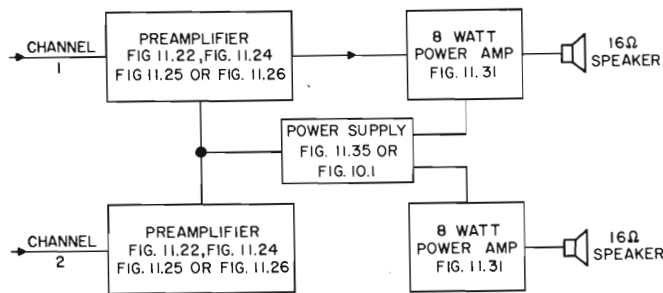 CHANNEL
1
PREAMPLIFIER
FIG 11.22, FIG.11.24
FIG 11.25 OR FIG. 11.26
8 WATT
POWER AMP
FIG. 11.31
16Ω
SPEAKER
POWER SUPPLY
FIG. 11.35 OR
FIG. 10.1
CHANNEL
2
PREAMPLIFIER
FIG. 11.22, FIG. 11.24
FIG. 11.25 OR FIG. 11.26
8 WATT
POWER AMP
FIG. 11.31
16Ω
SPEAKER